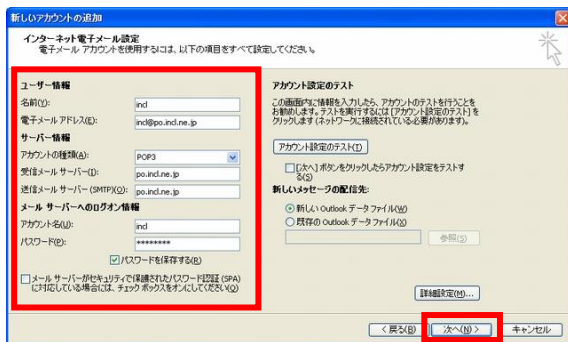 新しいアカウントの追加
インターネット電子メール設定
電子メール アカウントを使用するには、以下の項目をすべて設定してください。
ユーザー情報
名前(Y):
incl
電子メール アドレス(E):
incl@po.incl.ne.jp
サーバー情報
アカウントの種類(A):
POP3
受信メール サーバー(I):
po.incl.ne.jp
送信メール サーバー (SMTP)(O):
po.incl.ne.jp
メール サーバーへのログオン情報
アカウント名(U):
incl
パスワード(P):
********
パスワードを保存する(R)
メール サーバーがセキュリティで保護されたパスワード認証 (SPA)
に対応している場合には、チェック ボックスをオンにしてください(Q)
アカウント設定のテスト
この画面内に情報を入力したら、アカウントのテストを行うことを
お勧めします。テストを実行するには [アカウント設定のテスト] を
クリックします (ネットワークに接続されている必要があります)。
アカウント設定のテスト(T)
[次へ] ボタンをクリックしたらアカウント設定をテストす
る(S)
新しいメッセージの配信先:
新しい Outlook データ ファイル(W)
既存の Outlook データ ファイル(X)
参照(S)
詳細設定(M)...
< 戻る(B)
次へ(N) >
キャンセル